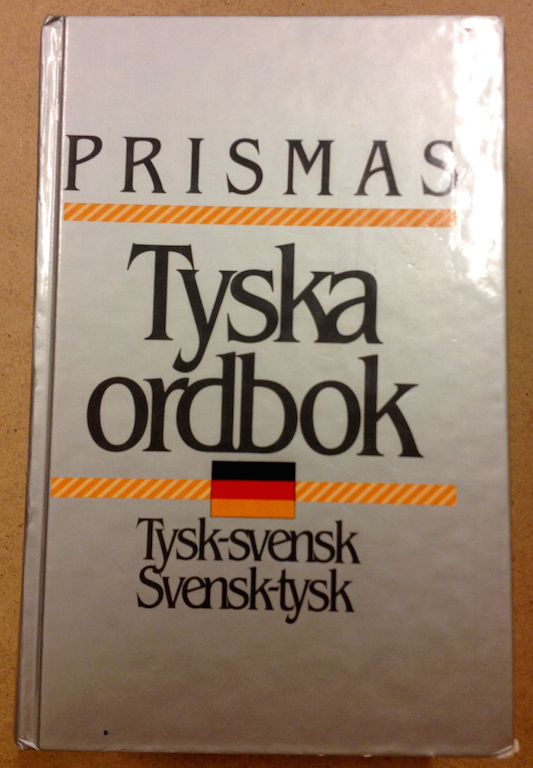 PRISMAS
Tyska
ordbok
Tysk-svensk
Svensk-tysk